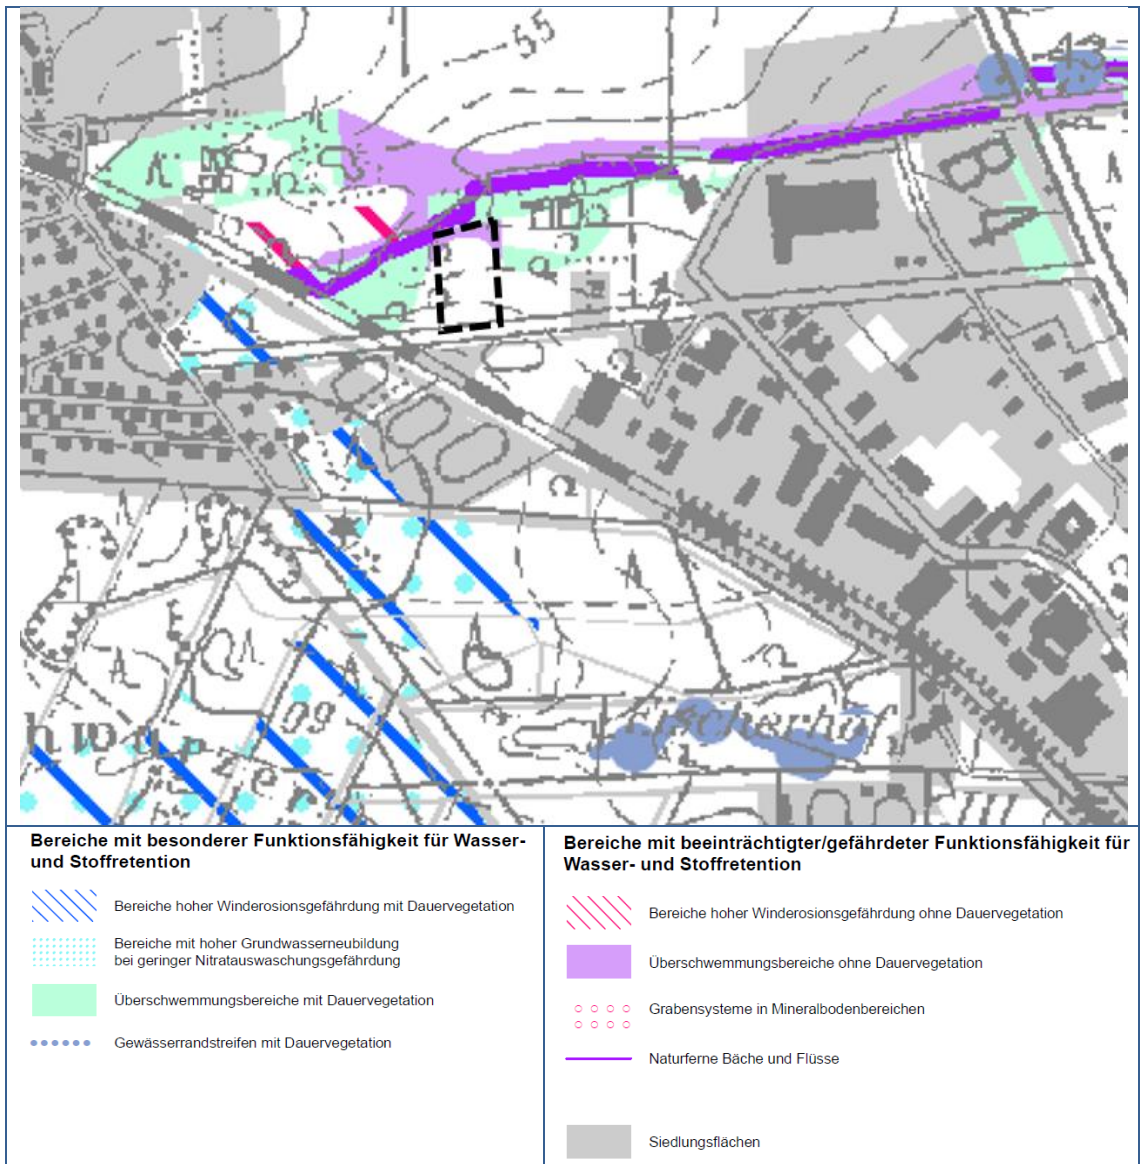 55
Bereiche mit besonderer Funktionsfähigkeit für Wasser-
und Stoffretention
Bereiche hoher Winderosionsgefährdung mit Dauervegetation
Bereiche mit hoher Grundwasserneubildung
bei geringer Nitratauswaschungsgefährdung
Überschwemmungsbereiche mit Dauervegetation
Gewässerrandstreifen mit Dauervegetation
Bereiche mit beeinträchtigter/gefährdeter Funktionsfähigkeit für
Wasser- und Stoffretention
Bereiche hoher Winderosionsgefährdung ohne Dauervegetation
Überschwemmungsbereiche ohne Dauervegetation
Grabensysteme in Mineralbodenbereichen
Naturferne Bäche und Flüsse
Siedlungsflächen